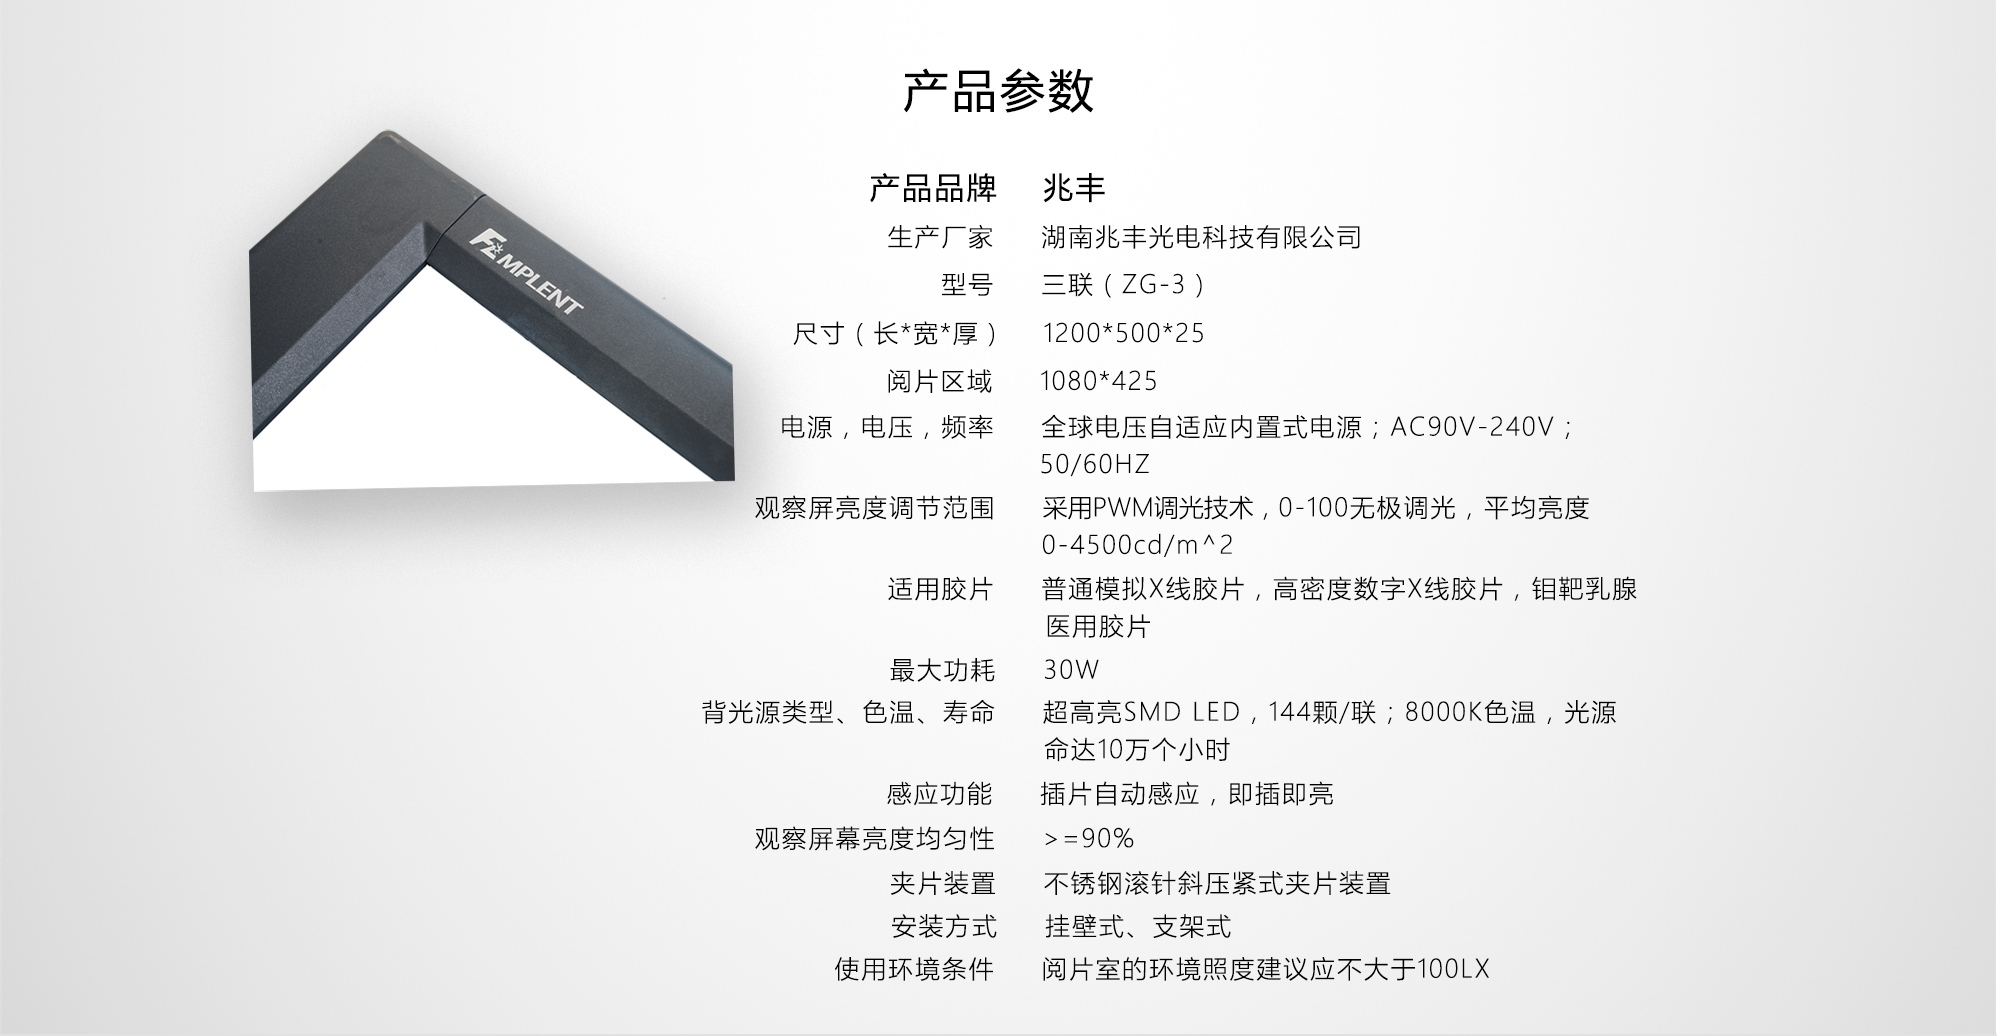 产品参数
FZMPLENT
产品品牌 兆丰
生产厂家 湖南兆丰光电科技有限公司
型号 三联（ZG-3）
尺寸（长*宽*厚） 1200*500*25
阅片区域 1080*425
电源，电压，频率 全球电压自适应内置式电源；AC90V-240V；
50/60HZ
观察屏亮度调节范围 采用PWM调光技术，0-100无极调光，平均亮度
0-4500cd/m^2
适用胶片 普通模拟X线胶片，高密度数字X线胶片，钼靶乳腺
医用胶片
最大功耗 30W
背光源类型、色温、寿命 超高亮SMD LED，144颗/联；8000K色温，光源
命达10万个小时
感应功能 插片自动感应，即插即亮
观察屏幕亮度均匀性 >=90%
夹片装置 不锈钢滚针斜压紧式夹片装置
安装方式 挂壁式、支架式
使用环境条件 阅片室的环境照度建议应不大于100LX